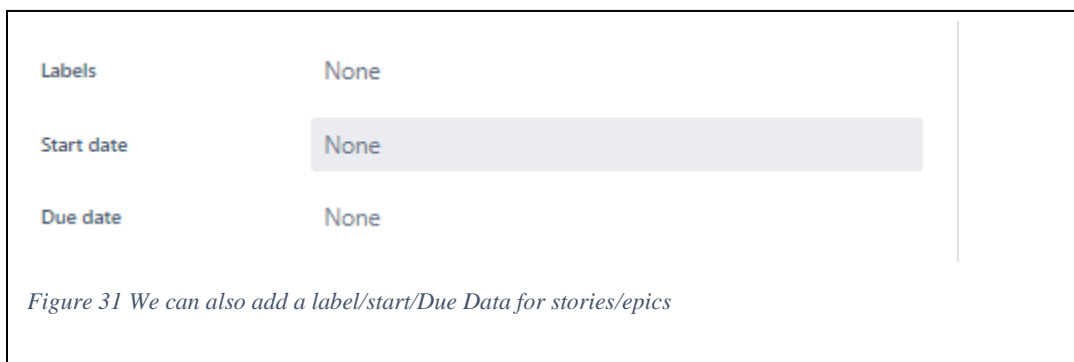 Labels None
Start date None
Due date None
Figure 31 We can also add a label/start/Due Data for stories/epics